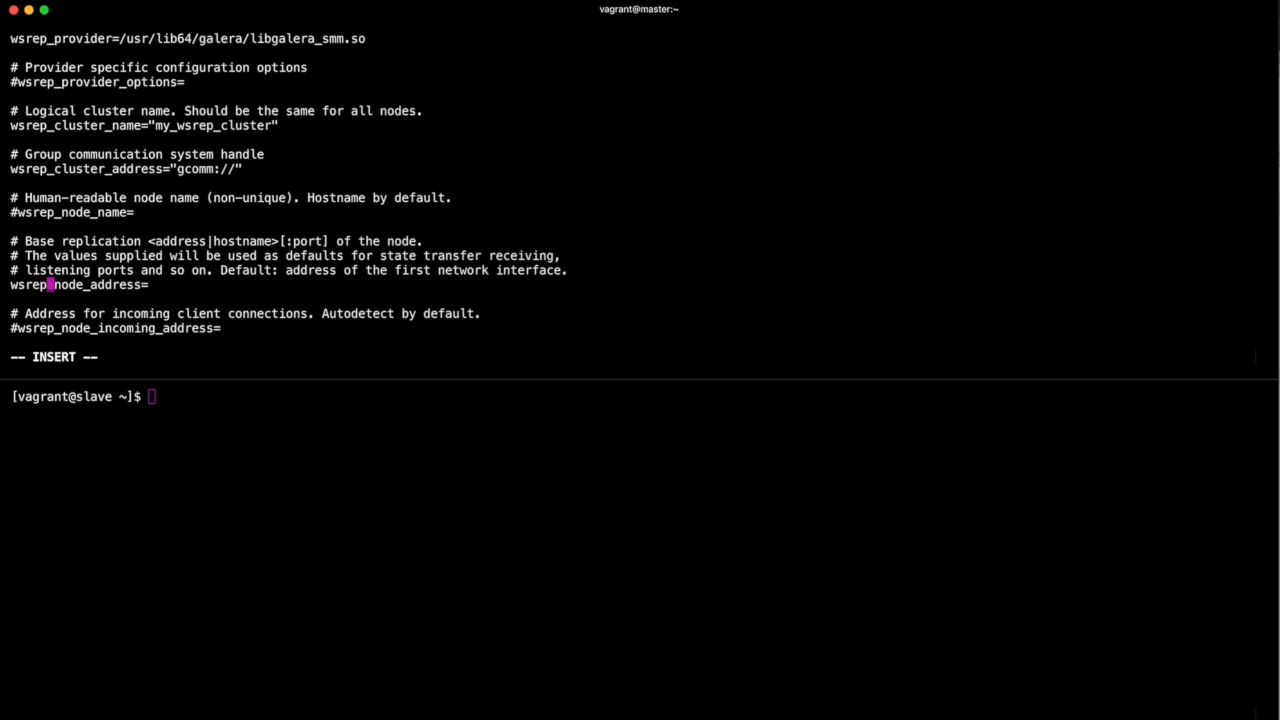 vagrant@master:~
wsrep_provider=/usr/lib64/galera/libgalera_smm.so
# Provider specific configuration options
#wsrep_provider_options=
# Logical cluster name. Should be the same for all nodes.
wsrep_cluster_name="my_wsrep_cluster"
# Group communication system handle
wsrep_cluster_address="gcomm://"
# Human-readable node name (non-unique). Hostname by default.
#wsrep_node_name=
# Base replication <address|hostname>[:port] of the node.
# The values supplied will be used as defaults for state transfer receiving,
# listening ports and so on. Default: address of the first network interface.
wsrep_node_address=
# Address for incoming client connections. Autodetect by default.
#wsrep_node_incoming_address=
-- INSERT --
[vagrant@slave ~]$